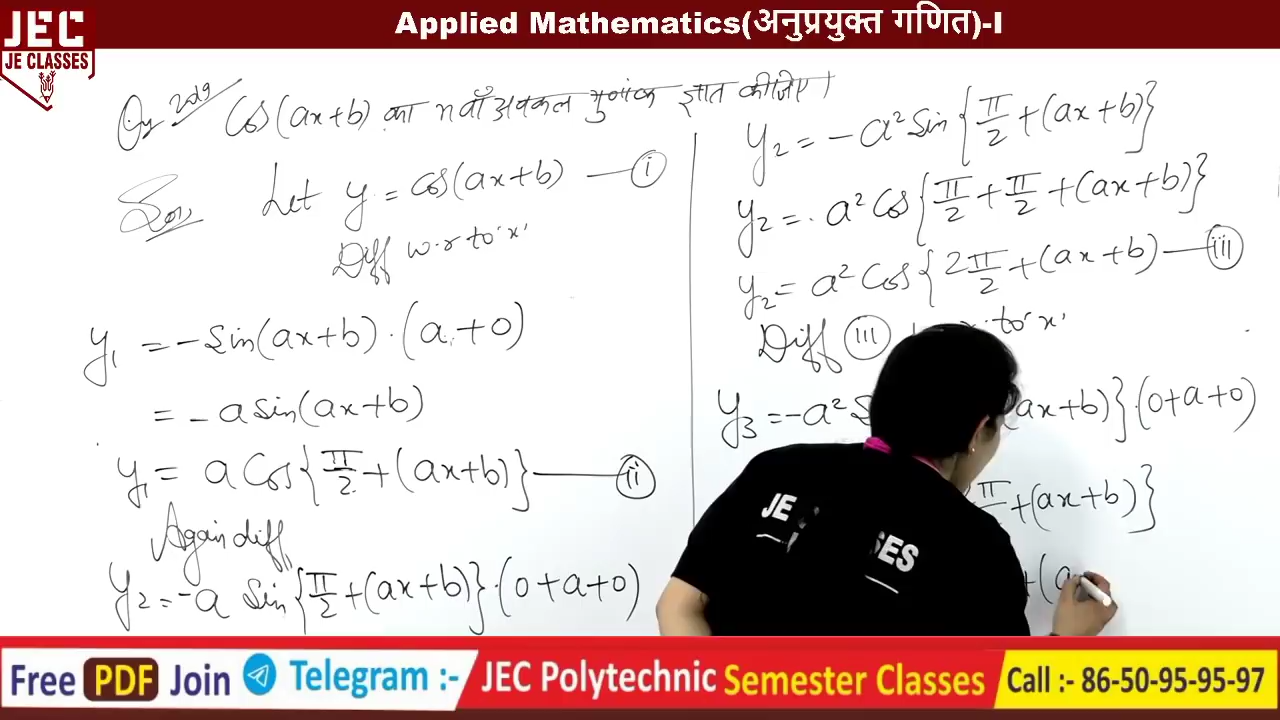 JEC
JE CLASSES
Applied Mathematics(अनुप्रयुक्त गणित)-I
Qy 2019 Cos(ax+b) का nवाँ अवकल गुणांक ज्ञात कीजिए।
Soln Let y = Cos(ax+b) — (i)
Diff w.r to 'x'
y₁ = -Sin(ax+b)·(a+0)
= -a Sin(ax+b)
y₁ = a Cos{π/2+(ax+b)} — (ii)
Again diff
y₂ = -a Sin{π/2+(ax+b)}·(0+a+0)
y₂ = -a² Sin{π/2+(ax+b)}
y₂ = a² Cos{π/2+π/2+(ax+b)}
y₂ = a² Cos{2π/2+(ax+b) — (iii)
Diff (iii) to 'x'
y₃ = -a² S (ax+b)}·(0+a+0)
π +(ax+b)}
+(a
JE SES
Free PDF Join Telegram :- JEC Polytechnic Semester Classes Call :- 86-50-95-95-97